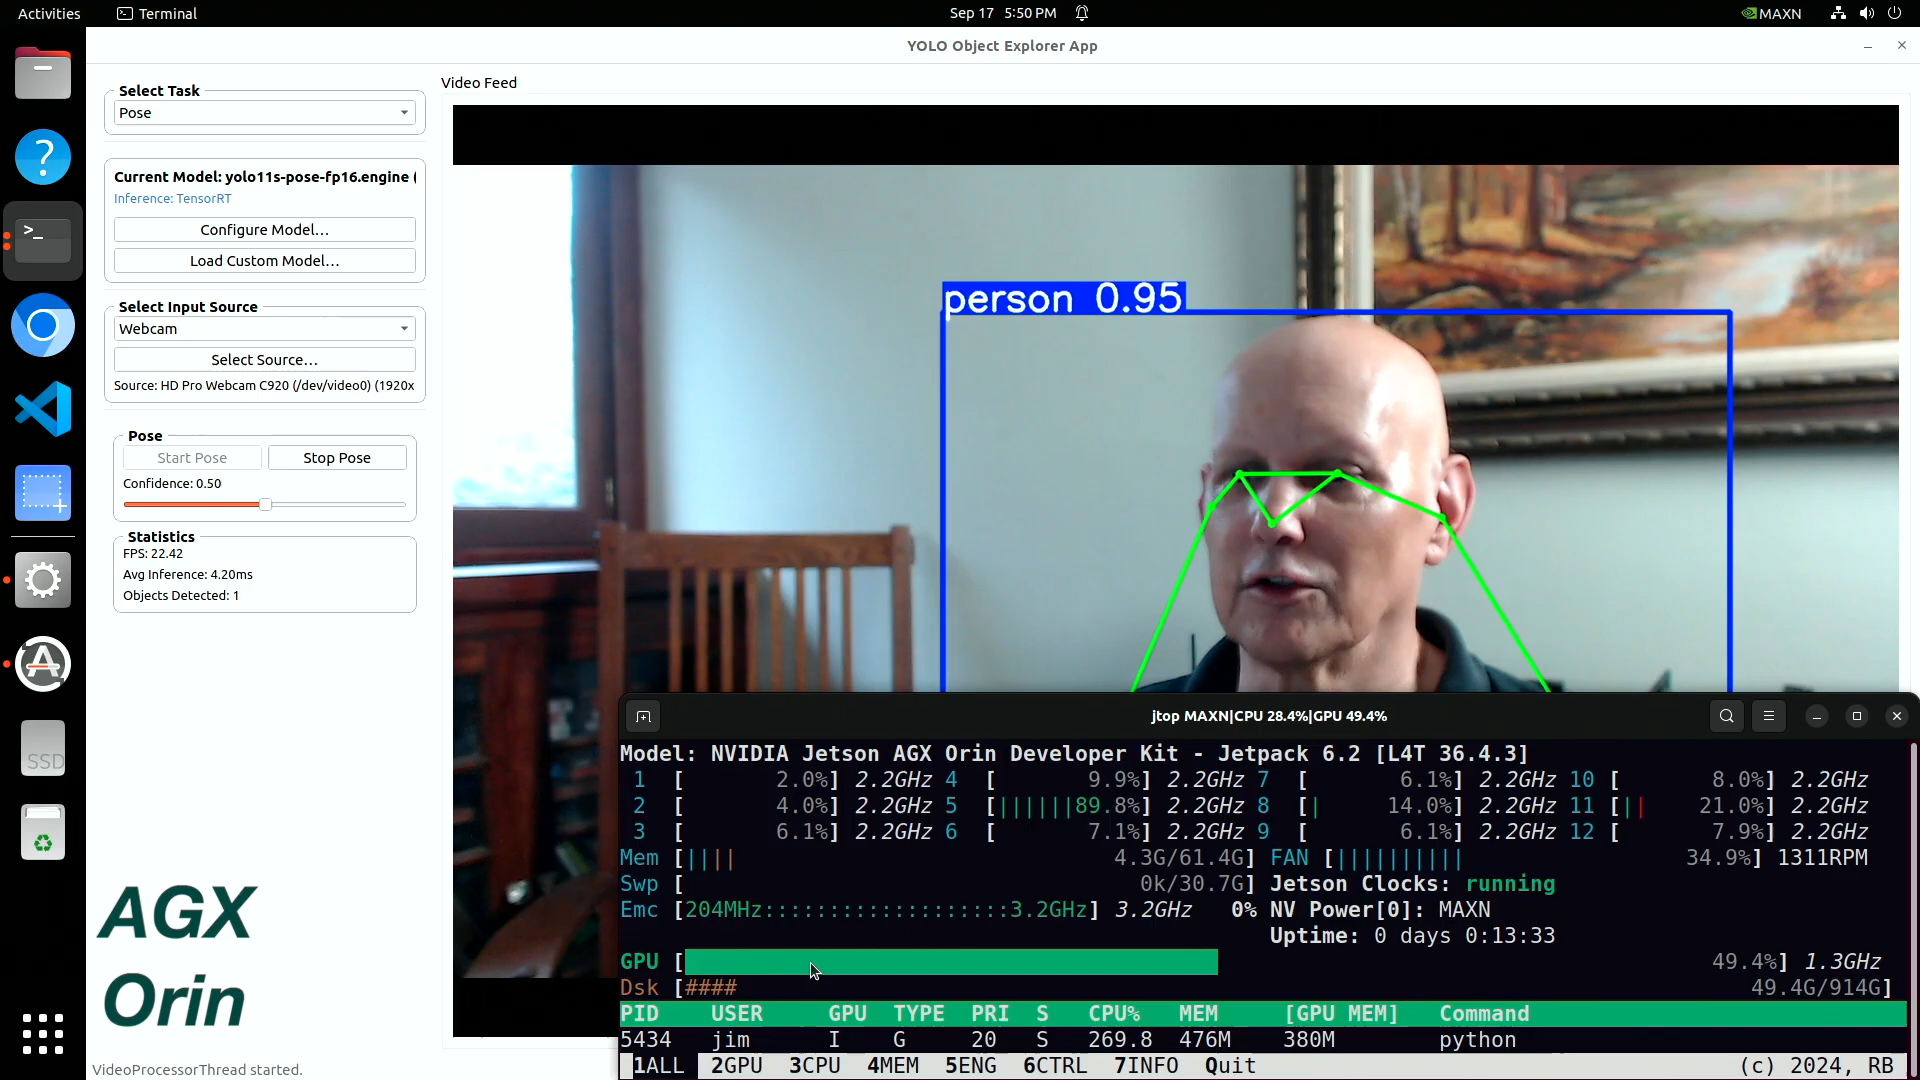 Activities
Terminal
Sep 17 5:50 PM
MAXN
YOLO Object Explorer App
Select Task
Pose
Current Model: yolo11s-pose-fp16.engine (
Inference: TensorRT
Configure Model...
Load Custom Model...
Select Input Source
Webcam
Select Source...
Source: HD Pro Webcam C920 (/dev/video0) (1920x
Pose
Start Pose
Stop Pose
Confidence: 0.50
Statistics
FPS: 22.42
Avg Inference: 4.20ms
Objects Detected: 1
SSD
AGX
Orin
VideoProcessorThread started.
Video Feed
person 0.95
jtop MAXN|CPU 28.4%|GPU 49.4%
Model: NVIDIA Jetson AGX Orin Developer Kit - Jetpack 6.2 [L4T 36.4.3]
1 [ 2.0%] 2.2GHz 4 [ 9.9%] 2.2GHz 7 [ 6.1%] 2.2GHz 10 [ 8.0%] 2.2GHz
2 [ 4.0%] 2.2GHz 5 [||||||89.8%] 2.2GHz 8 [| 14.0%] 2.2GHz 11 [|| 21.0%] 2.2GHz
3 [ 6.1%] 2.2GHz 6 [ 7.1%] 2.2GHz 9 [ 6.1%] 2.2GHz 12 [ 7.9%] 2.2GHz
Mem [|||| 4.3G/61.4G] FAN [|||||||||| 34.9%] 1311RPM
Swp [ 0k/30.7G] Jetson Clocks: running
Emc [204MHz:::::::::::::::::::3.2GHz] 3.2GHz 0% NV Power[0]: MAXN
Uptime: 0 days 0:13:33
GPU [ 49.4%] 1.3GHz
Dsk [#### 49.4G/914G]
PID USER GPU TYPE PRI S CPU% MEM [GPU MEM] Command
5434 jim I G 20 S 269.8 476M 380M python
1ALL 2GPU 3CPU 4MEM 5ENG 6CTRL 7INFO Quit (c) 2024, RB